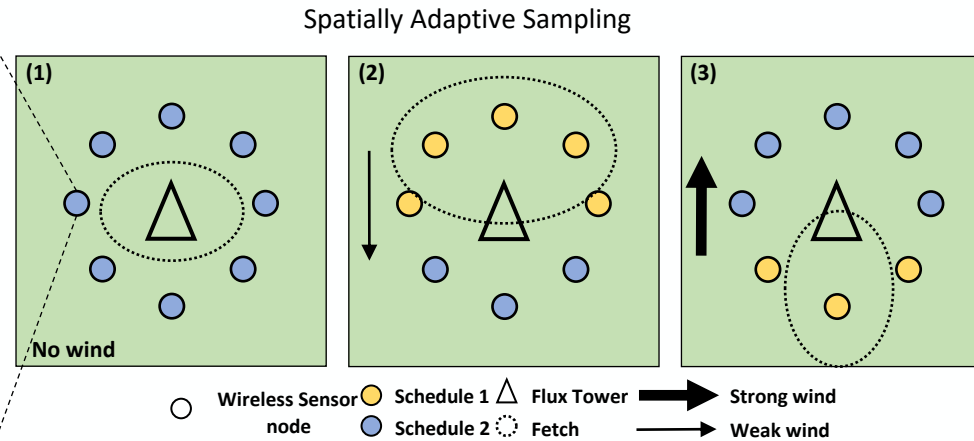 Spatially Adaptive Sampling
(1)
(2)
(3)
No wind
Wireless Sensor
node
Schedule 1
Schedule 2
Flux Tower
Fetch
Strong wind
Weak wind